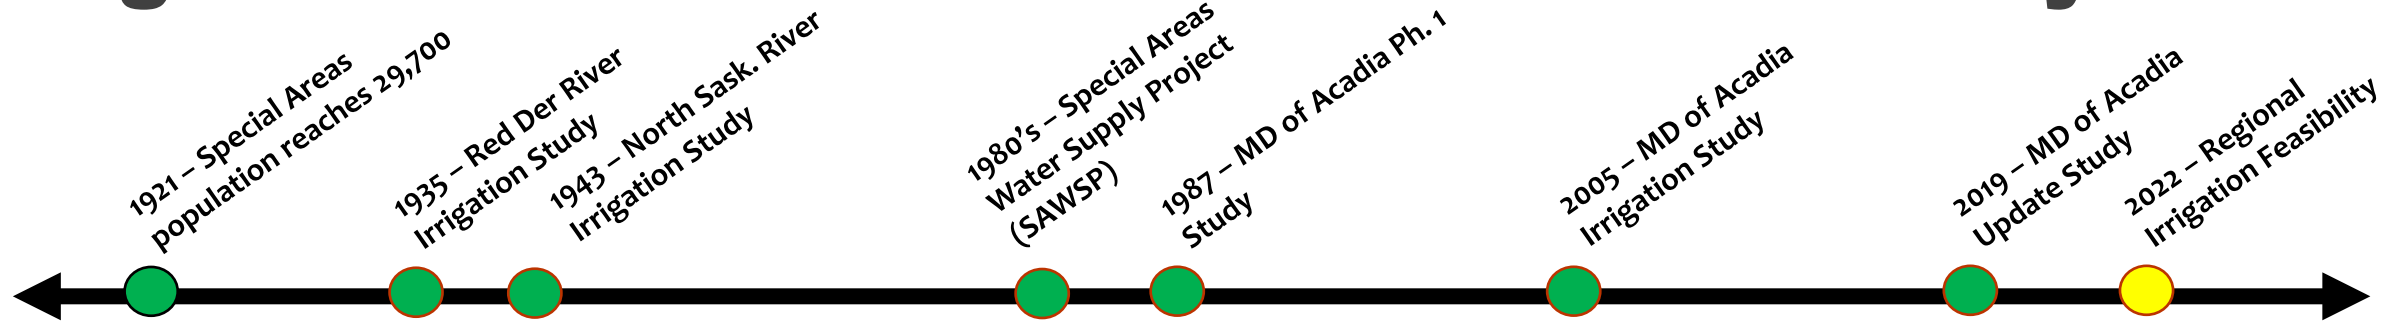 1921 – Special Areas
population reaches 29,700
1935 – Red Der River
Irrigation Study
1943 – North Sask. River
Irrigation Study
1980's – Special Areas
Water Supply Project
(SAWSP)
1987 – MD of Acadia Ph. 1
Study
2005 – MD of Acadia
Irrigation Study
2019 – MD of Acadia
Update Study
2022 – Regional
Irrigation Feasibility